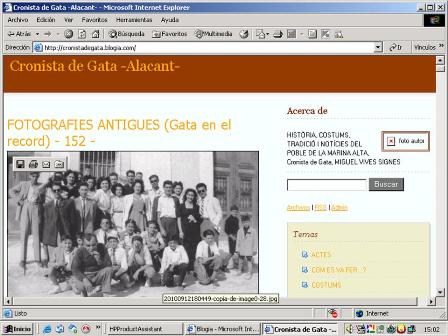 Cronista de Gata -Alacant- - Microsoft Internet Explorer
Archivo Edición Ver Favoritos Herramientas Ayuda
Atrás Búsqueda Favoritos Multimedia
Dirección http://cronistadegata.blogia.com/ Ir Vínculos
Cronista de Gata -Alacant-
FOTOGRAFIES ANTIGUES (Gata en el
record) - 152 -
Acerca de
HISTÒRIA, COSTUMS,
TRADICIÓ I NOTÍCIES DEL
POBLE DE LA MARINA ALTA,
Cronista de Gata, MIGUEL VIVES SIGNES
foto autor
Buscar
Archivos | RSS | Admin
Temas
ACTES
COM ES VA FER...?
COSTUMS
20100912180449-copia-de-image0-28.jpg
Listo Internet
Inicio HPProductAssistant Blogia - Microsoft Int... Cronista de Gata -... 15:02